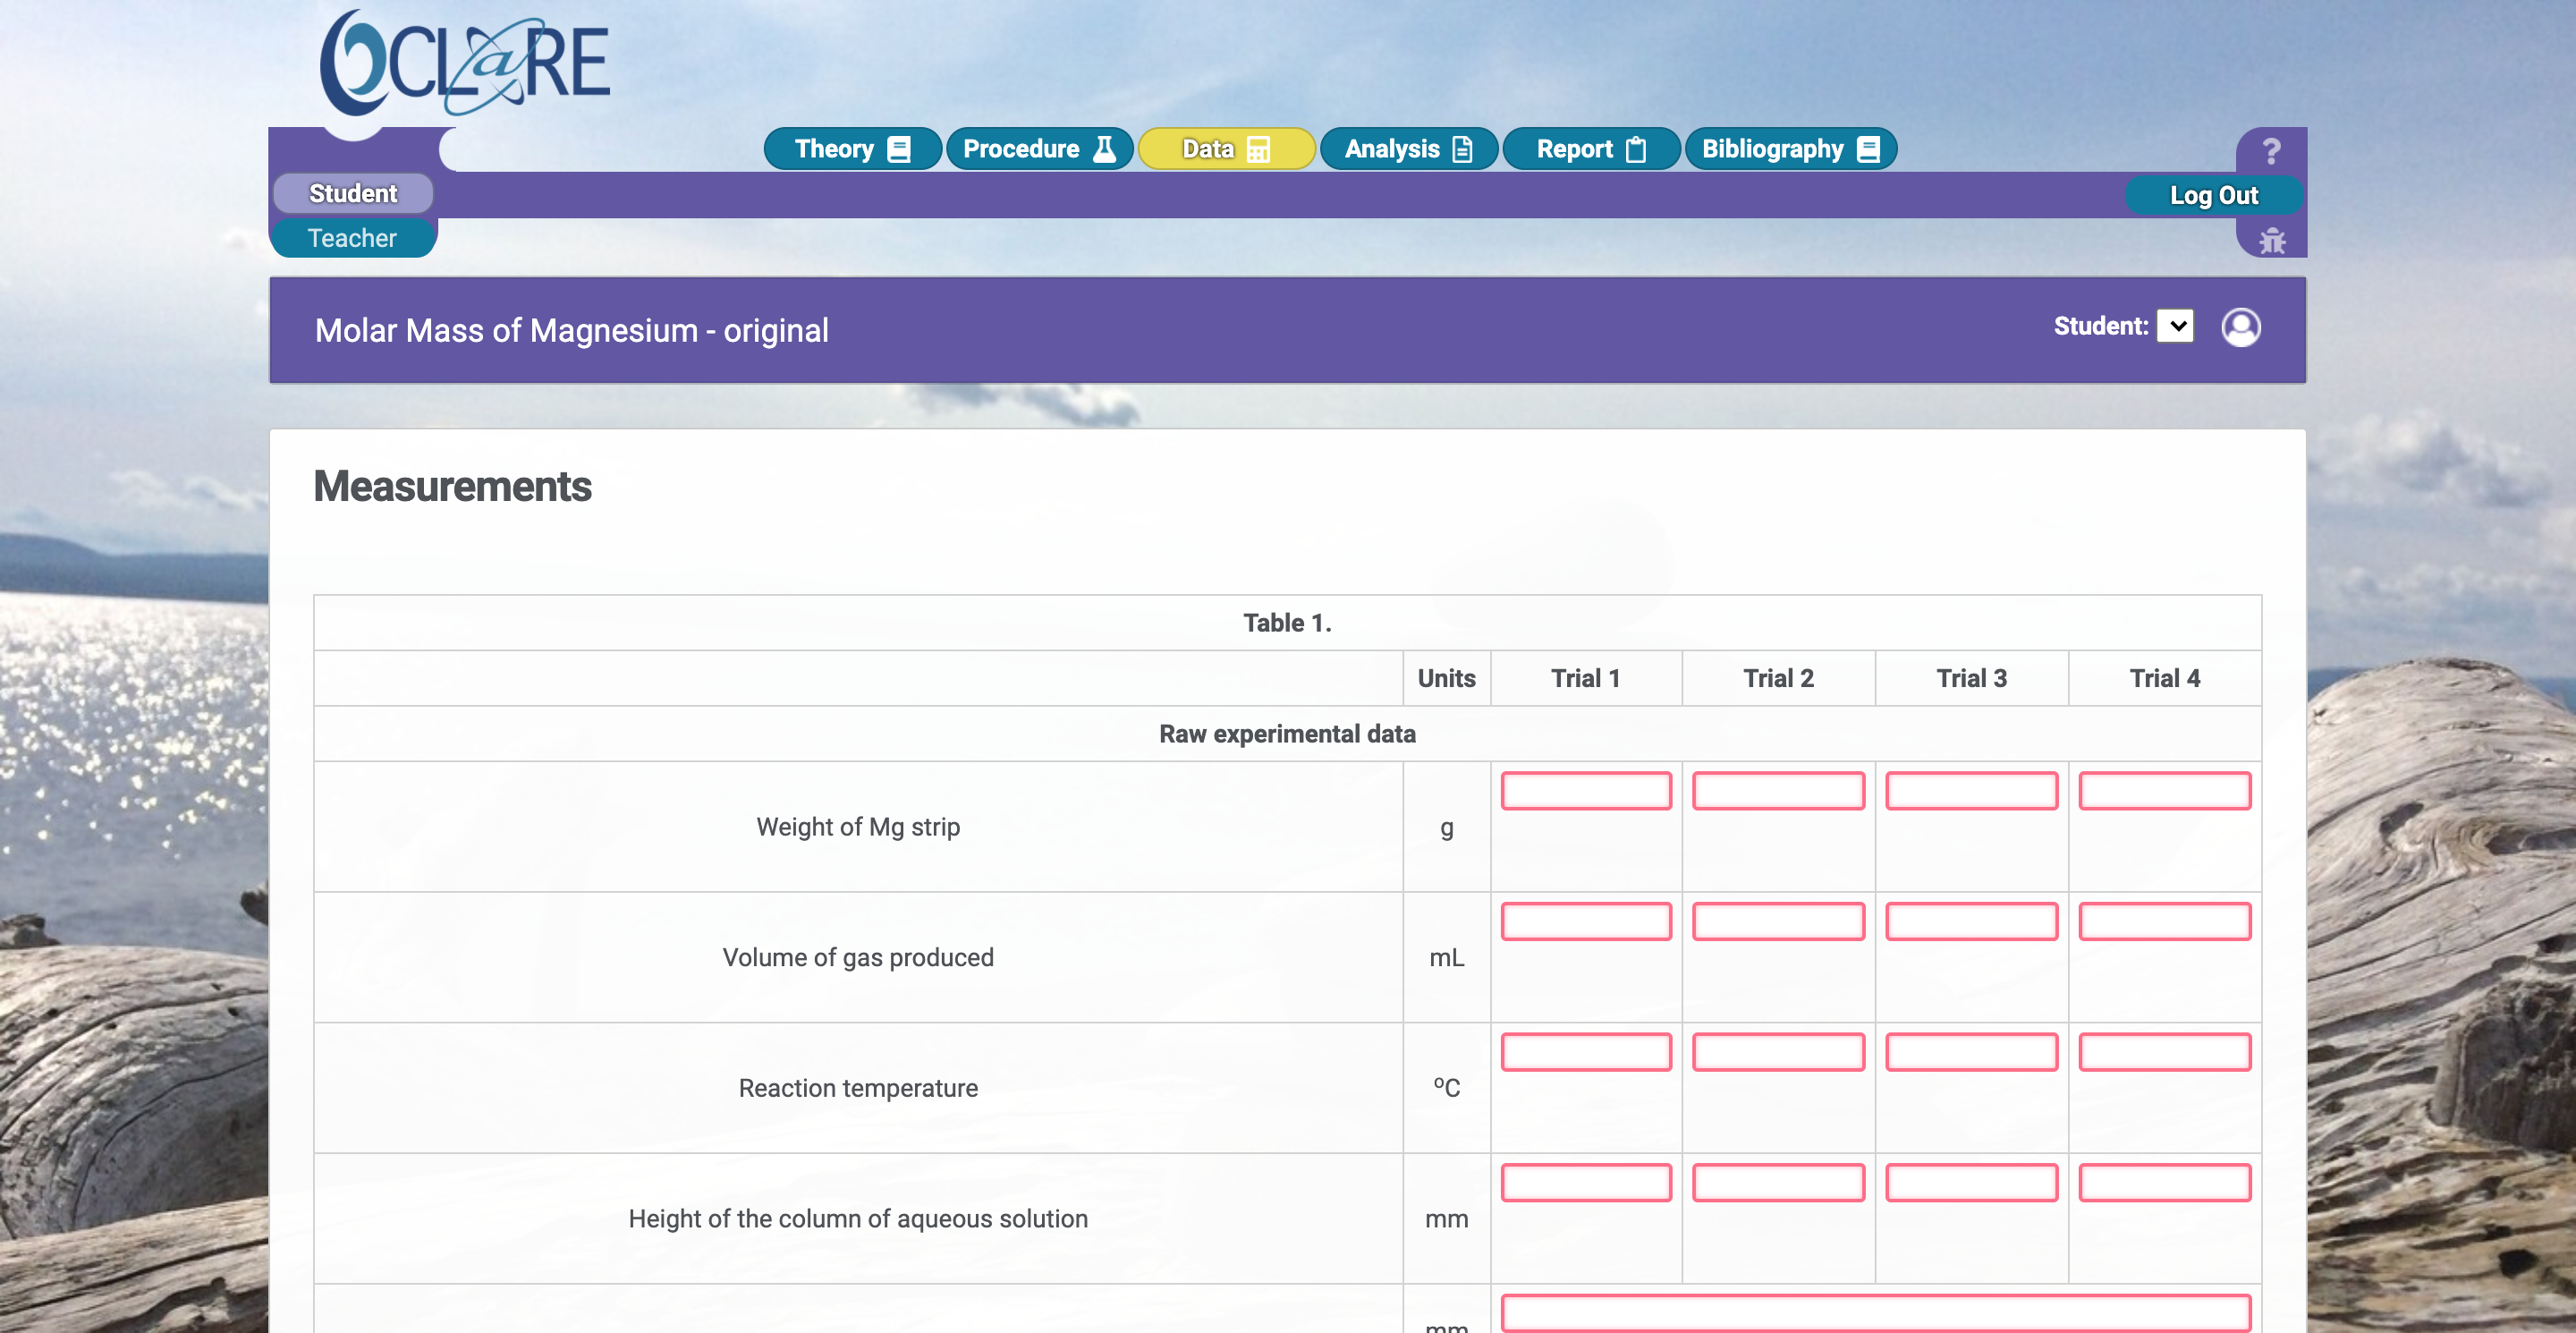 OCL@RE
Theory
Procedure
Data
Analysis
Report
Bibliography
?
Student
Log Out
Teacher
Molar Mass of Magnesium - original
Student:
Measurements
Table 1.
Units Trial 1 Trial 2 Trial 3 Trial 4
Raw experimental data
Weight of Mg strip g
Volume of gas produced mL
Reaction temperature ºC
Height of the column of aqueous solution mm
mm